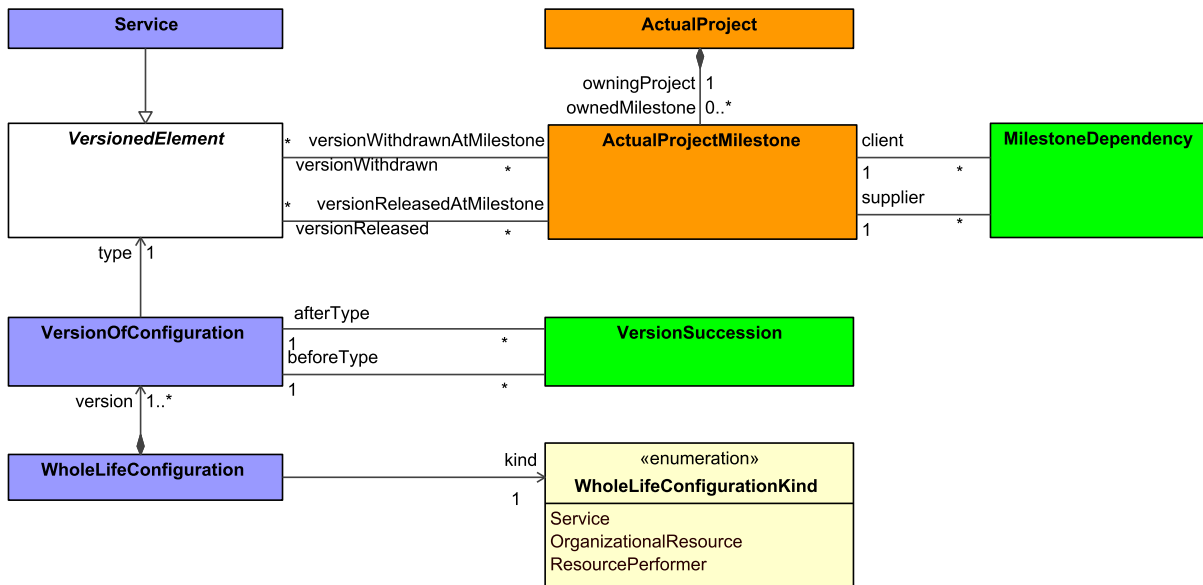 Service
ActualProject
owningProject 1
ownedMilestone 0..*
VersionedElement
* versionWithdrawnAtMilestone
versionWithdrawn *
* versionReleasedAtMilestone
versionReleased *
ActualProjectMilestone
client
1 *
supplier
1 *
MilestoneDependency
type 1
VersionOfConfiguration
afterType
1 *
beforeType
1 *
VersionSuccession
version 1..*
WholeLifeConfiguration
kind
1
«enumeration»
WholeLifeConfigurationKind
Service
OrganizationalResource
ResourcePerformer